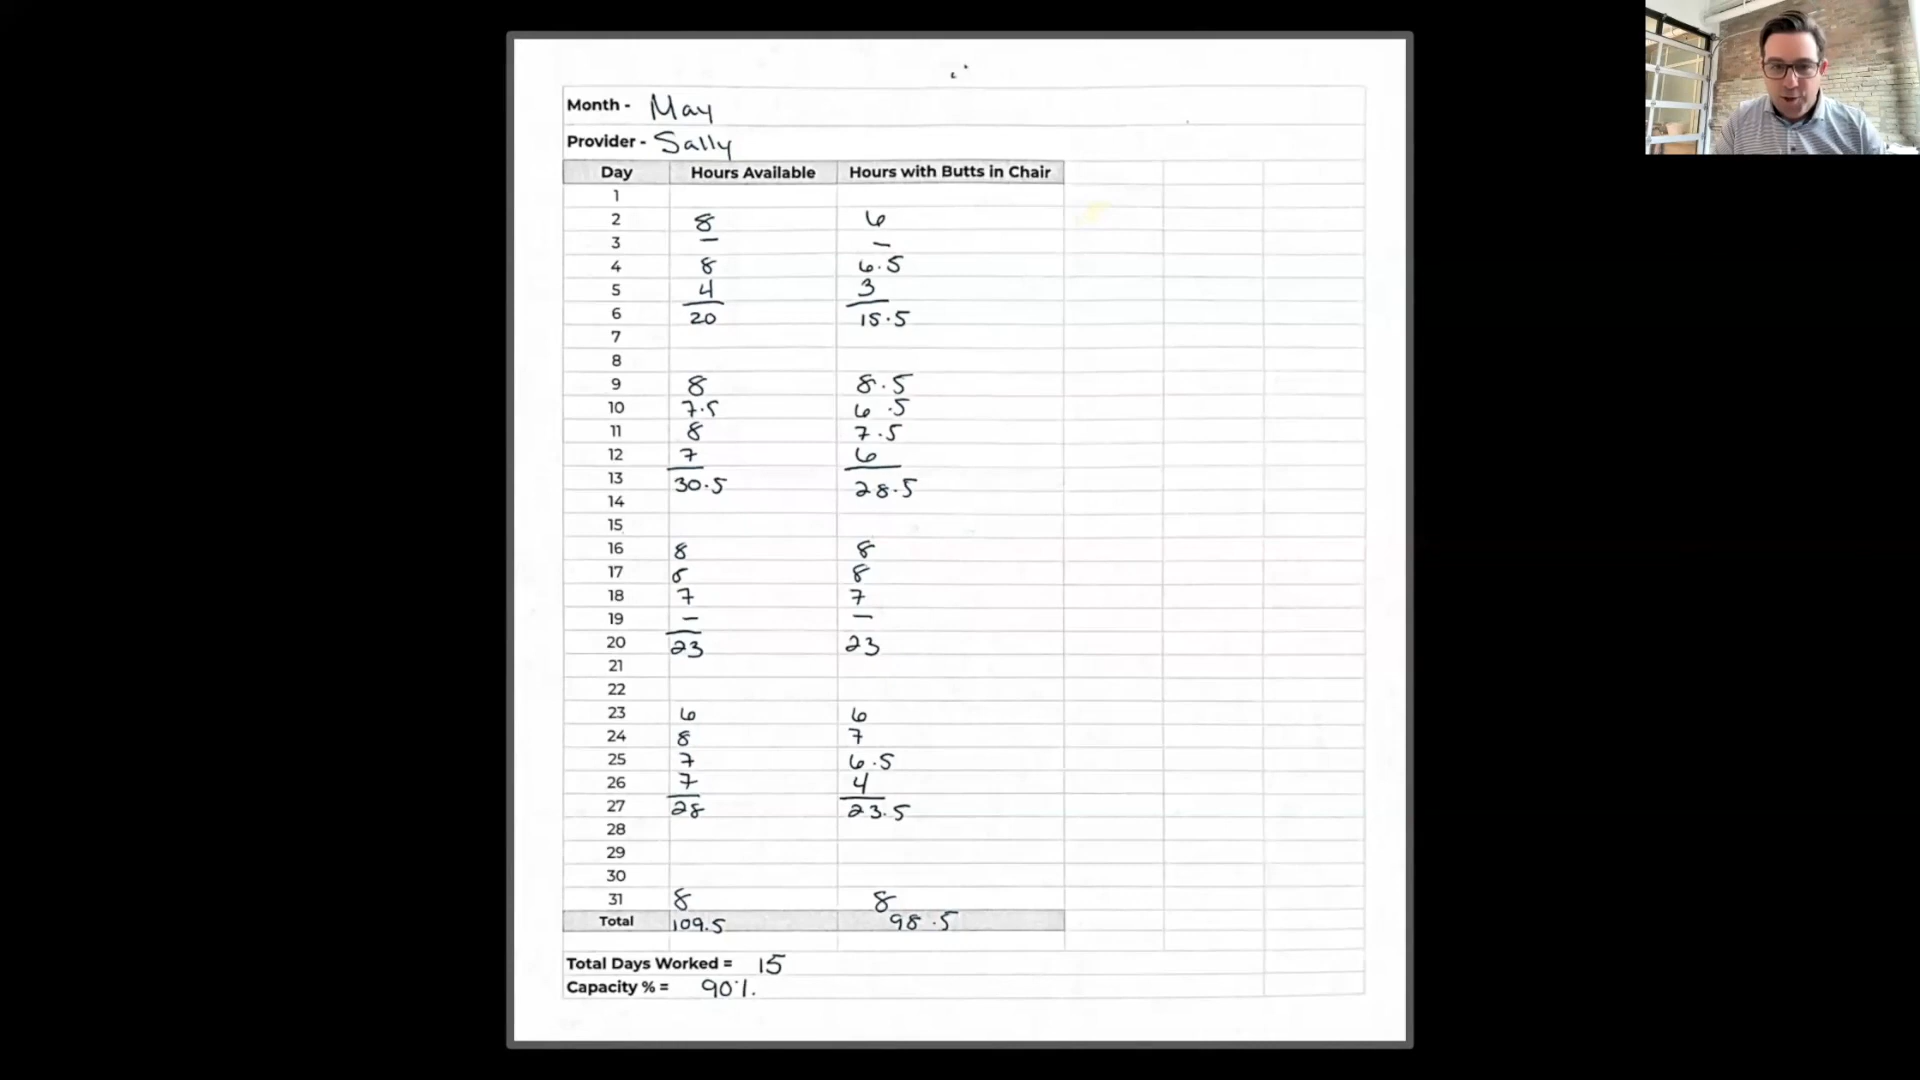 Month - May
Provider - Sally
Day Hours Available Hours with Butts in Chair
1
2 8 6
3 – –
4 8 6.5
5 4 3
6 20 15.5
7
8
9 8 8.5
10 7.5 6.5
11 8 7.5
12 7 6
13 30.5 28.5
14
15
16 8 8
17 8 8
18 7 7
19 – –
20 23 23
21
22
23 6 6
24 8 7
25 7 6.5
26 7 4
27 28 23.5
28
29
30
31 8 8
Total 109.5 98.5
Total Days Worked = 15
Capacity % = 90%.